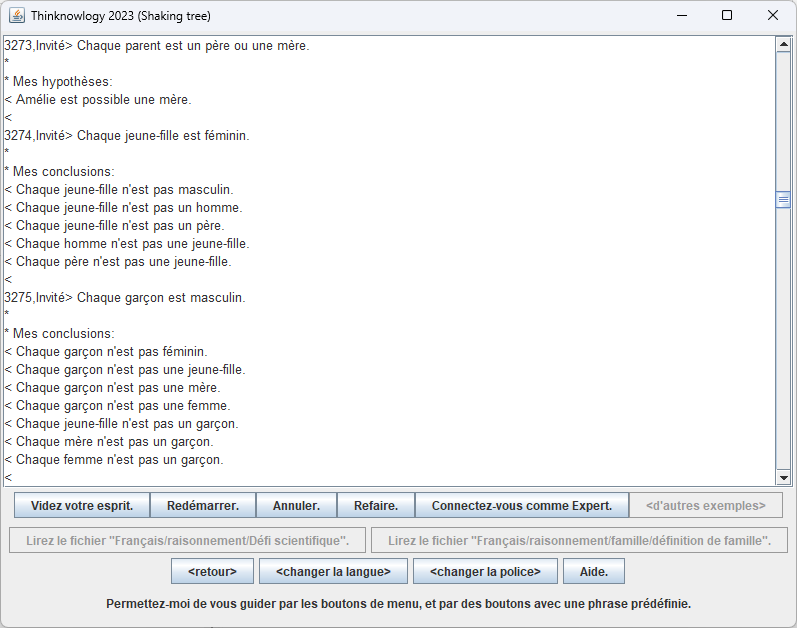 Thinknowlogy 2023 (Shaking tree)
3273,Invité> Chaque parent est un père ou une mère.
*
* Mes hypothèses:
< Amélie est possible une mère.
<
3274,Invité> Chaque jeune-fille est féminin.
*
* Mes conclusions:
< Chaque jeune-fille n'est pas masculin.
< Chaque jeune-fille n'est pas un homme.
< Chaque jeune-fille n'est pas un père.
< Chaque homme n'est pas une jeune-fille.
< Chaque père n'est pas une jeune-fille.
<
3275,Invité> Chaque garçon est masculin.
*
* Mes conclusions:
< Chaque garçon n'est pas féminin.
< Chaque garçon n'est pas une jeune-fille.
< Chaque garçon n'est pas une mère.
< Chaque garçon n'est pas une femme.
< Chaque jeune-fille n'est pas un garçon.
< Chaque mère n'est pas un garçon.
< Chaque femme n'est pas un garçon.
<
Videz votre esprit. Redémarrer. Annuler. Refaire. Connectez-vous comme Expert. <d'autres exemples>
Lirez le fichier "Français/raisonnement/Défi scientifique". Lirez le fichier "Français/raisonnement/famille/définition de famille".
<retour> <changer la langue> <changer la police> Aide.
Permettez-moi de vous guider par les boutons de menu, et par des boutons avec une phrase prédéfinie.